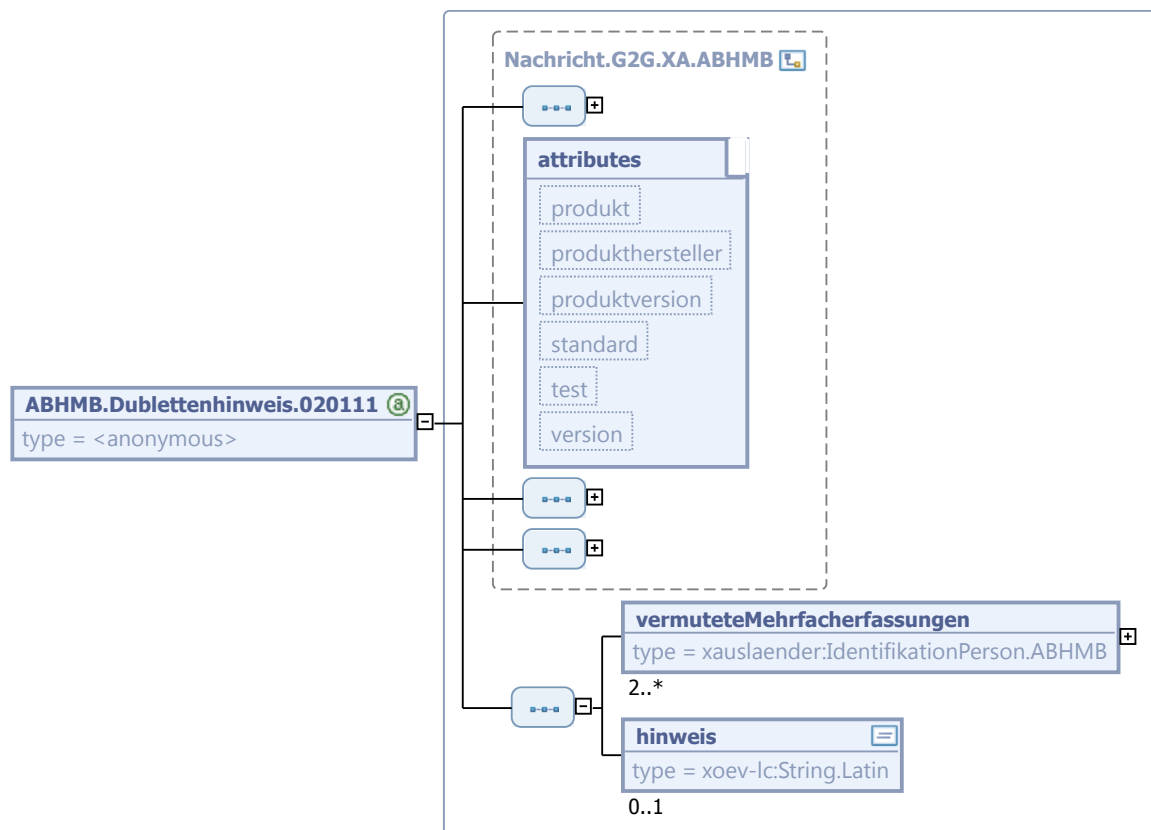 Nachricht.G2G.XA.ABHMB
attributes
produkt
produkthersteller
produktversion
standard
test
version
ABHMB.Dublettenhinweis.020111
type = <anonymous>
vermuteteMehrfacherfassungen
type = xauslaender:IdentifikationPerson.ABHMB
2..*
hinweis
type = xoev-lc:String.Latin
0..1